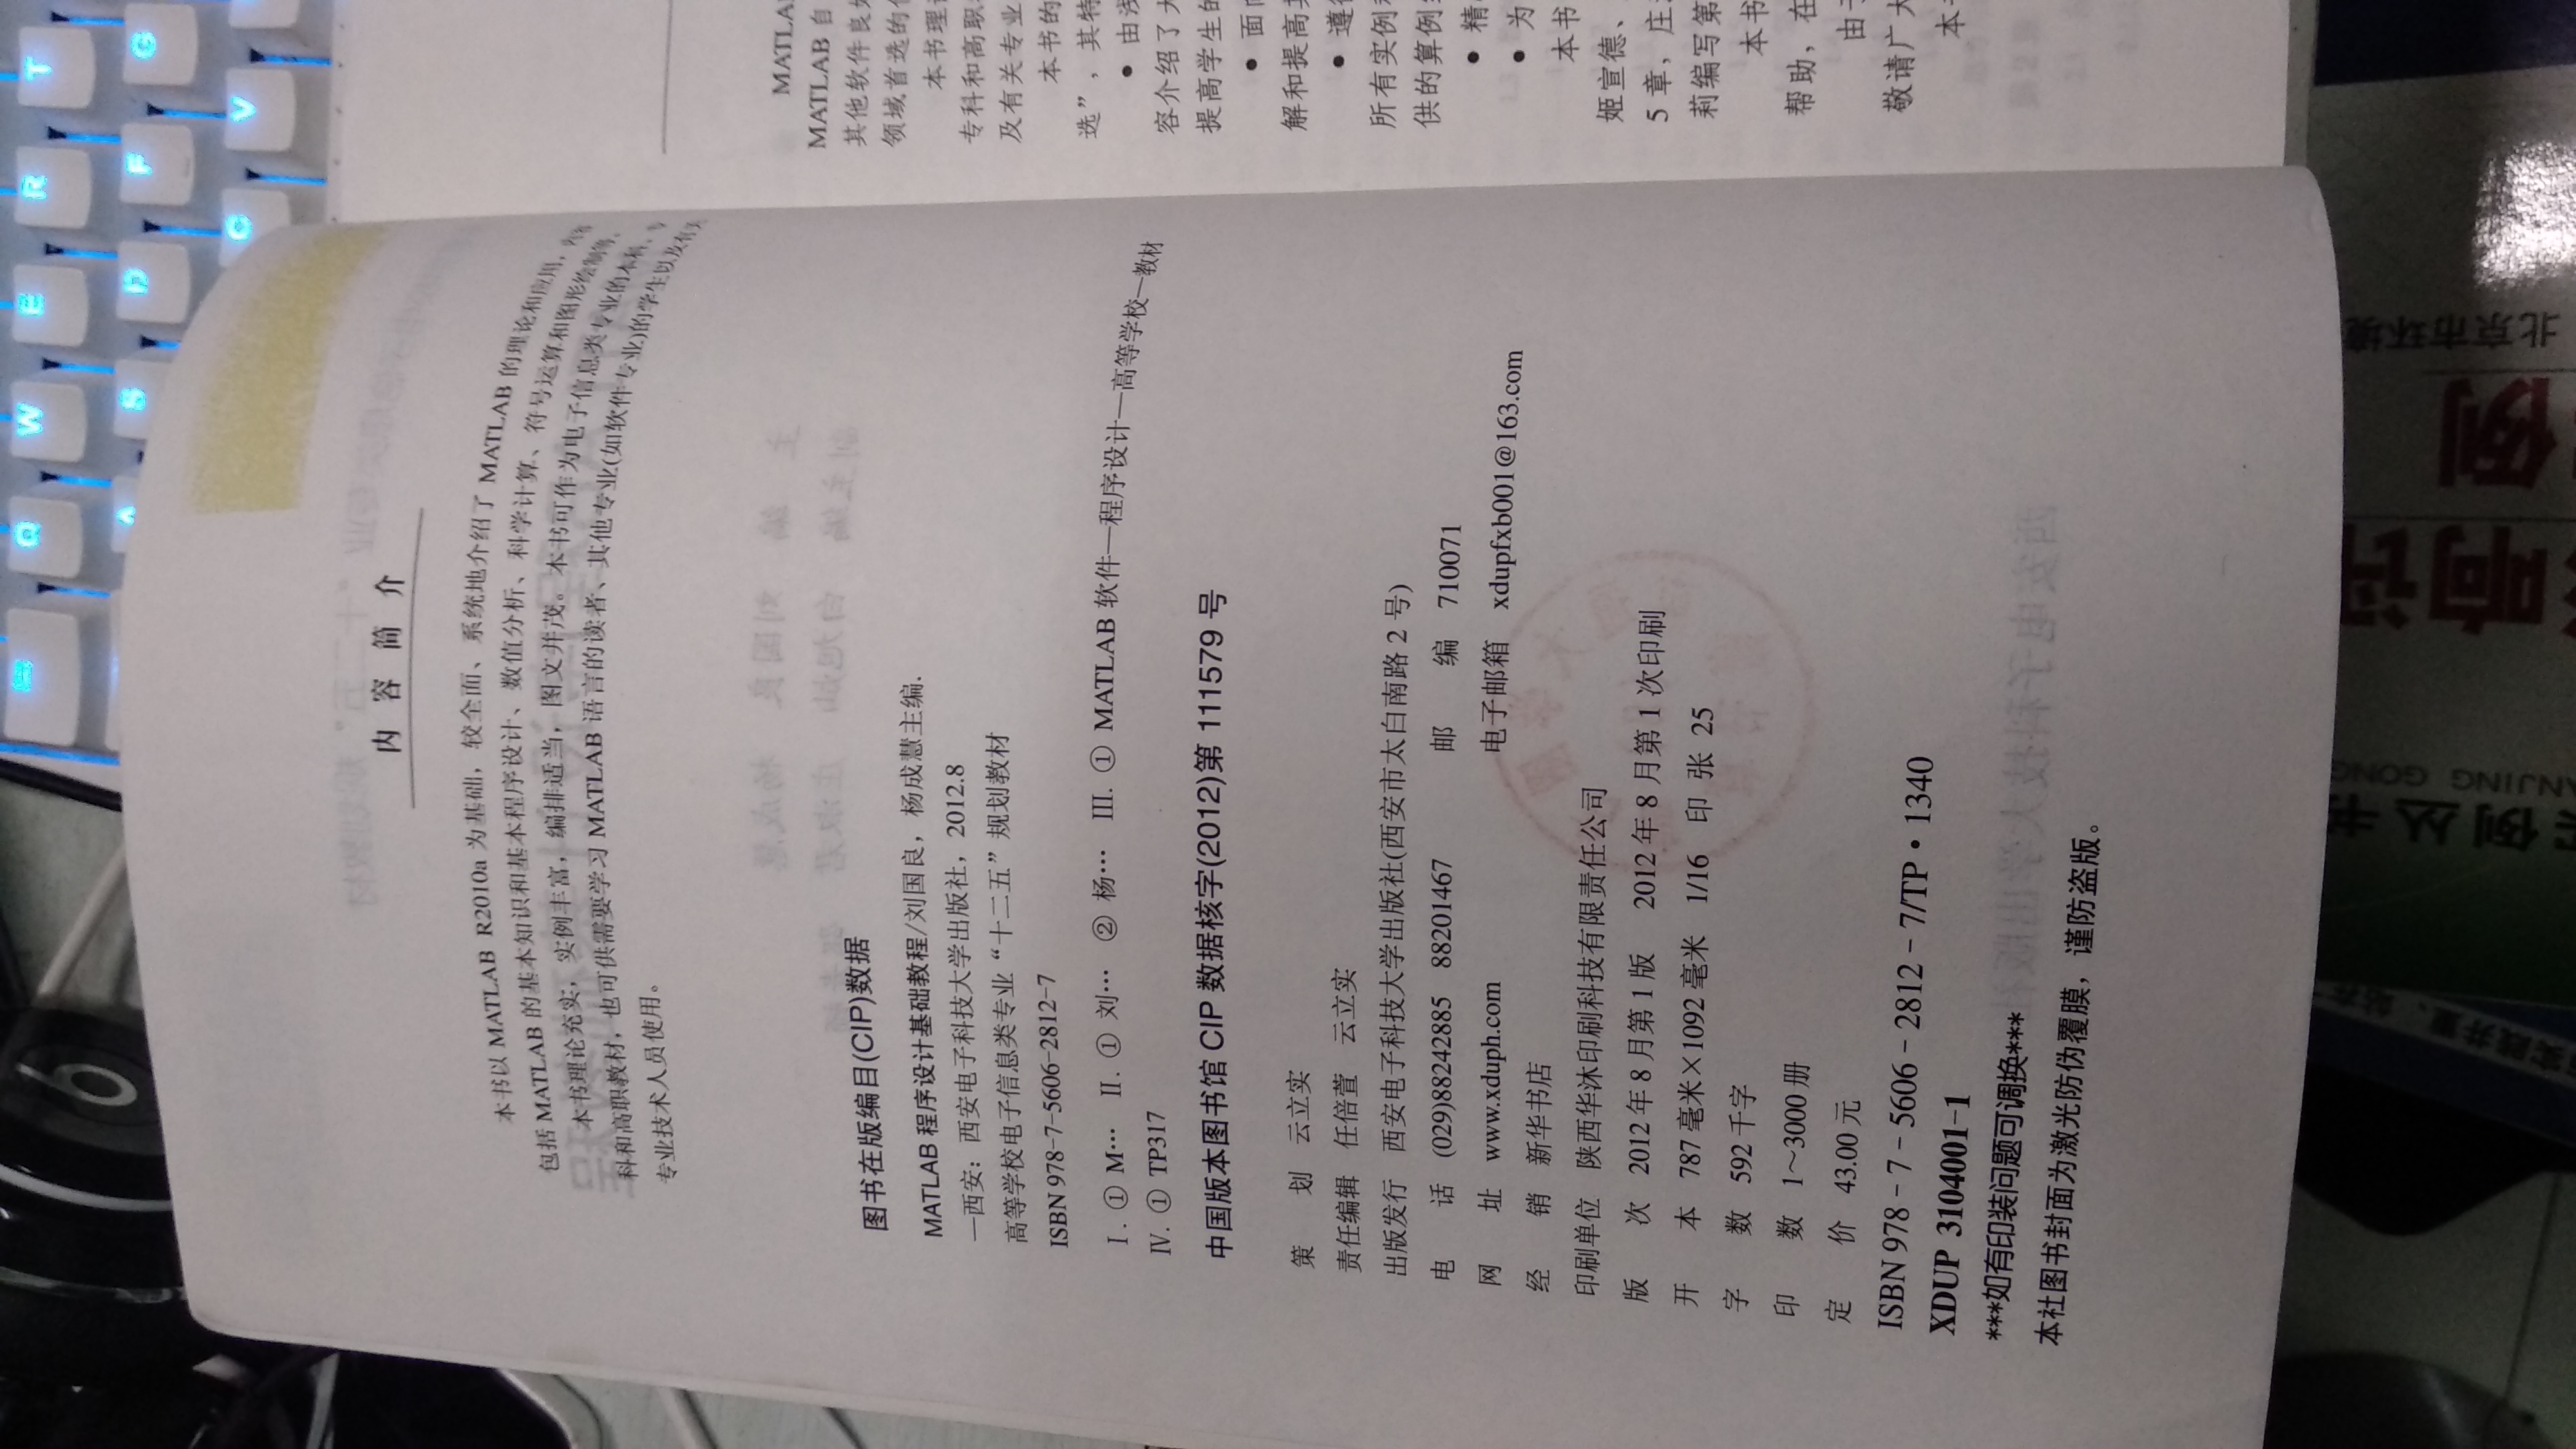 Q W E R T
A S D F G
C V
内 容 简 介
本书以 MATLAB R2010a 为基础，较全面、系统地介绍了 MATLAB 的理论和应用，内容
包括 MATLAB 的基本知识和基本程序设计、数值分析、科学计算、符号运算和图形绘制等。
本书理论充实，实例丰富，编排适当，图文并茂。本书可作为电子信息类专业的本科、专
科和高职教材，也可供需要学习 MATLAB 语言的读者、其他专业(如软件专业)的学生以及有关
专业技术人员使用。
图书在版编目(CIP)数据
MATLAB 程序设计基础教程/刘国良，杨成慧主编.
—西安：西安电子科技大学出版社，2012.8
高等学校电子信息类专业“十二五”规划教材
ISBN 978-7-5606-2812-7
Ⅰ. ① M… Ⅱ. ① 刘… ② 杨… Ⅲ. ① MATLAB 软件—程序设计—高等学校—教材
Ⅳ. ① TP317
中国版本图书馆 CIP 数据核字(2012)第 111579 号
策 划 云立实
责任编辑 任倍萱 云立实
出版发行 西安电子科技大学出版社(西安市太白南路 2 号)
电 话 (029)88242885 88201467 邮 编 710071
网 址 www.xduph.com 电子邮箱 xdupfxb001@163.com
经 销 新华书店
印刷单位 陕西华沐印刷科技有限责任公司
版 次 2012 年 8 月第 1 版 2012 年 8 月第 1 次印刷
开 本 787 毫米×1092 毫米 1/16 印 张 25
字 数 592 千字
印 数 1～3000 册
定 价 43.00 元
ISBN 978 - 7 - 5606 - 2812 - 7/TP·1340
XDUP 3104001-1
***如有印装问题可调换***
本社图书封面为激光防伪覆膜，谨防盗版。
MATLA
MATLAB 自
其他软件良
领域首选的
本书理
专科和高职
及有关专业
本书的
选”，其特
• 由浅
容介绍了
提高学生的
• 面向
解和提高
• 遵循
所有实例
供的算例
• 精
• 为
本书
姬宣德、
5 章，庄
莉编写第
本书
帮助，在
由于
敬请广大
本书
例丛书
ANJING GONG
响评
例
北京市环境